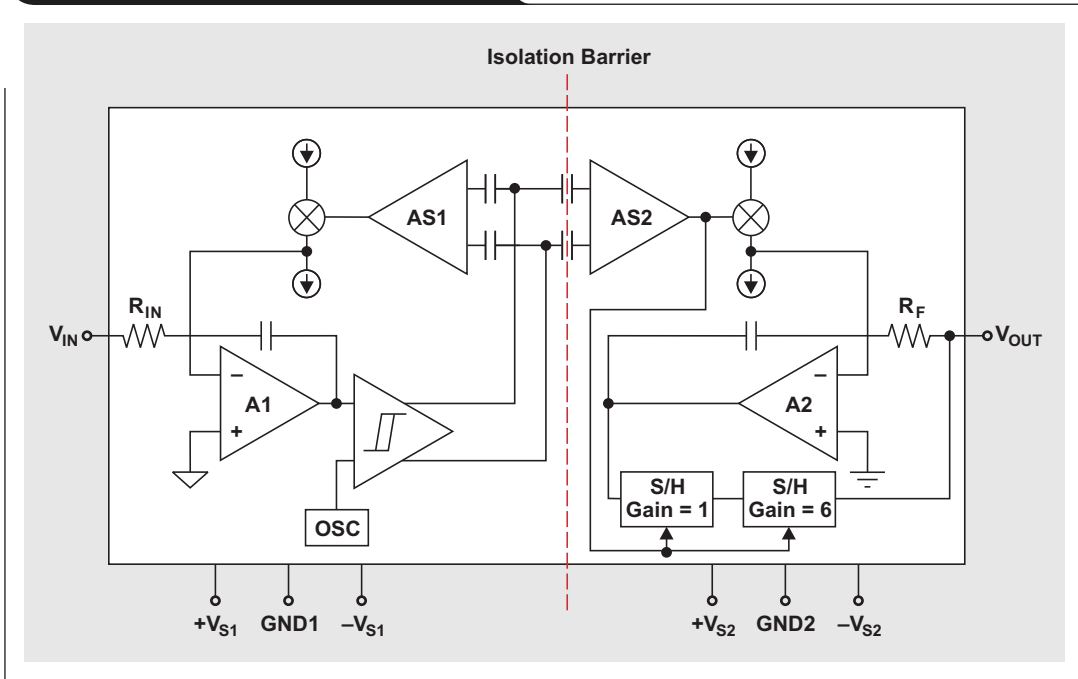 Isolation Barrier
AS1
AS2
R_IN
R_F
V_IN
V_OUT
–
A1
+
–
A2
+
OSC
S/H
Gain = 1
S/H
Gain = 6
+V_S1 GND1 –V_S1
+V_S2 GND2 –V_S2